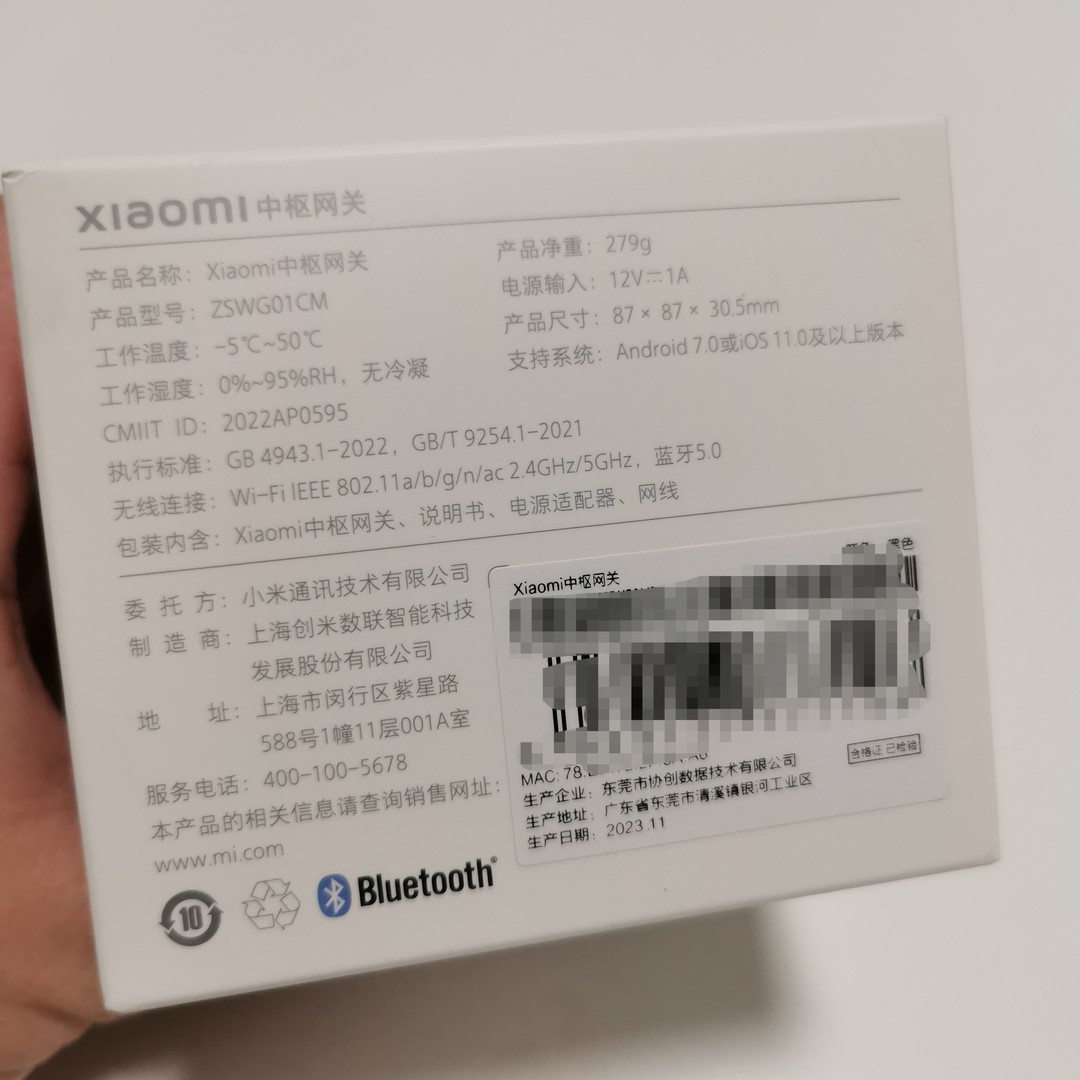 xiaomi 中枢网关
产品名称：Xiaomi中枢网关
产品型号：ZSWG01CM
工作温度：-5℃~50℃
工作湿度：0%~95%RH，无冷凝
CMIIT ID：2022AP0595
产品净重：279g
电源输入：12V⎓1A
产品尺寸：87 × 87 × 30.5mm
支持系统：Android 7.0或iOS 11.0及以上版本
执行标准：GB 4943.1-2022，GB/T 9254.1-2021
无线连接：Wi-Fi IEEE 802.11a/b/g/n/ac 2.4GHz/5GHz，蓝牙5.0
包装内含：Xiaomi中枢网关、说明书、电源适配器、网线
委 托 方：小米通讯技术有限公司
制 造 商：上海创米数联智能科技
发展股份有限公司
地 址：上海市闵行区紫星路
588号1幢11层001A室
服务电话：400-100-5678
本产品的相关信息请查询销售网址：
www.mi.com
10
Bluetooth®
Xiaomi中枢网关
黑色
MAC: 78:
合格证 已检验
生产企业：东莞市协创数据技术有限公司
生产地址：广东省东莞市清溪镇银河工业区
生产日期：2023.11